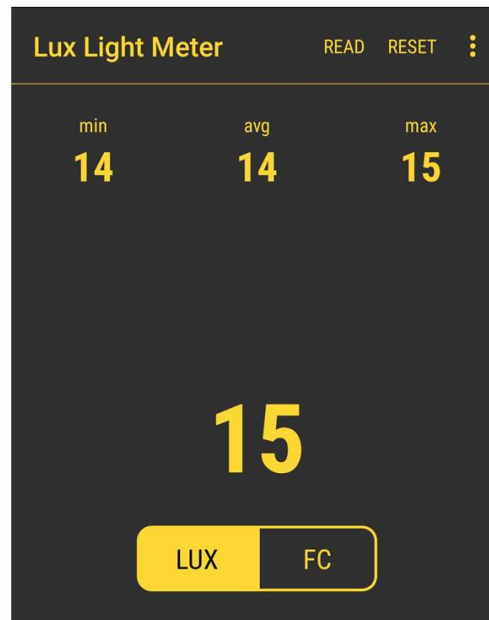 Lux Light Meter READ RESET
min avg max
14 14 15
15
LUX FC